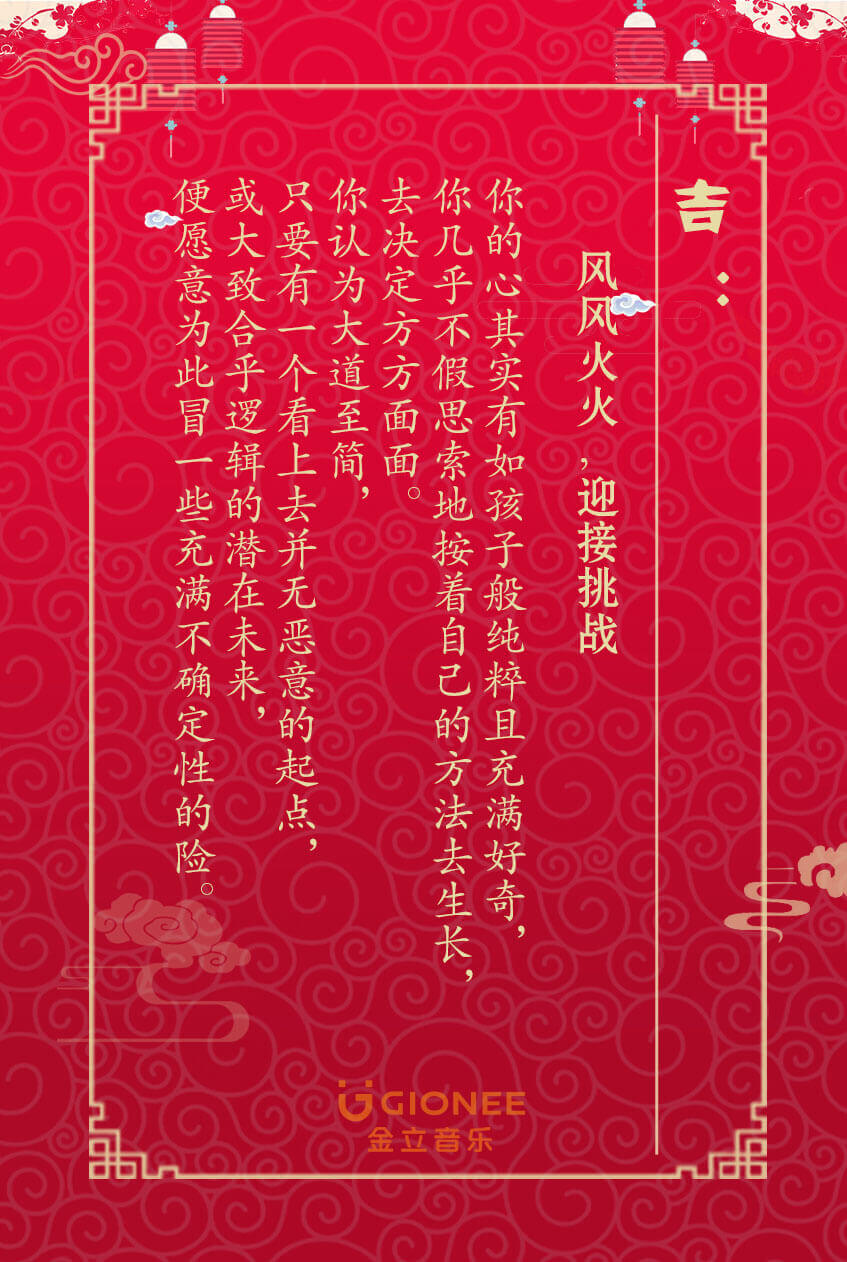 吉：
风风火火，迎接挑战
你的心其实有如孩子般纯粹且充满好奇，
你几乎不假思索地按着自己的方法去生长，
去决定方方面面。
你认为大道至简，
只要有一个看上去并无恶意的起点，
或大致合乎逻辑的潜在未来，
便愿意为此冒一些充满不确定性的险。
GIONEE
金立音乐